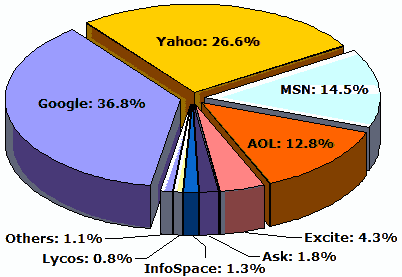 Yahoo: 26.6%
MSN: 14.5%
Google: 36.8%
AOL: 12.8%
Others: 1.1%
Excite: 4.3%
Lycos: 0.8%
Ask: 1.8%
InfoSpace: 1.3%